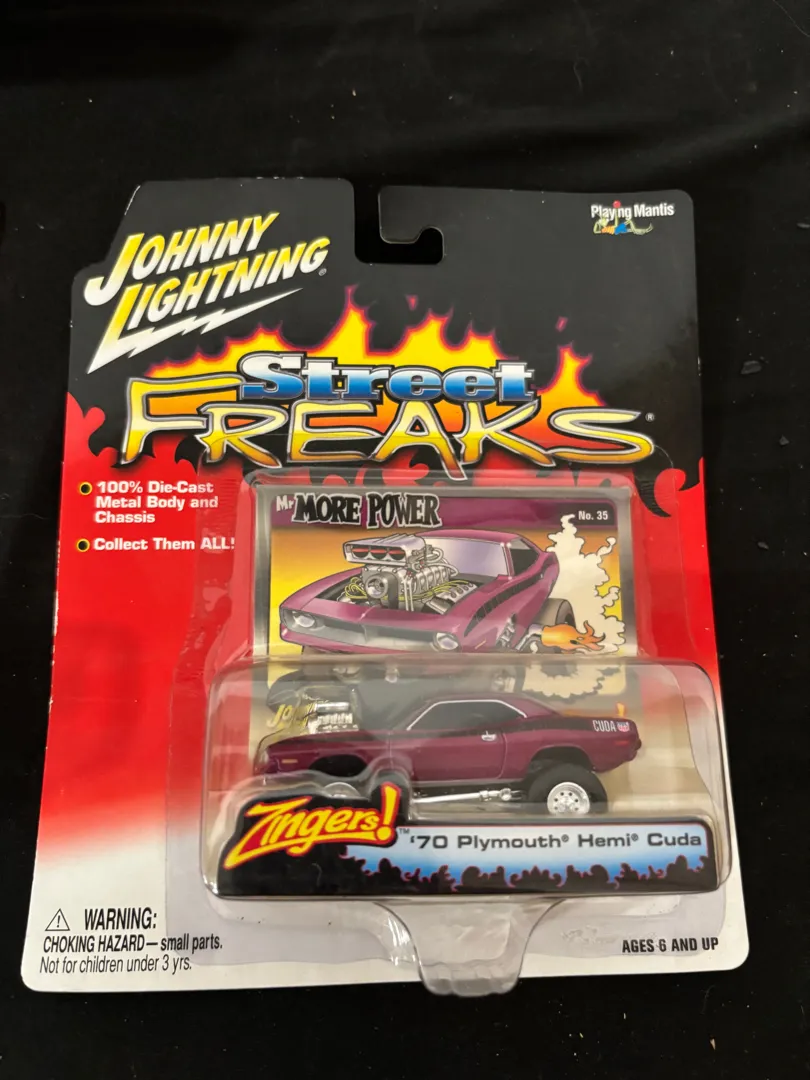 JOHNNY
LIGHTNING®
Playing Mantis
Street
FREAKS®
100% Die-Cast
Metal Body and
Chassis
Collect Them ALL!
Mr MORE POWER
No. 35
CUDA
Zingers!™
'70 Plymouth® Hemi® Cuda
WARNING:
CHOKING HAZARD — small parts.
Not for children under 3 yrs.
AGES 6 AND UP